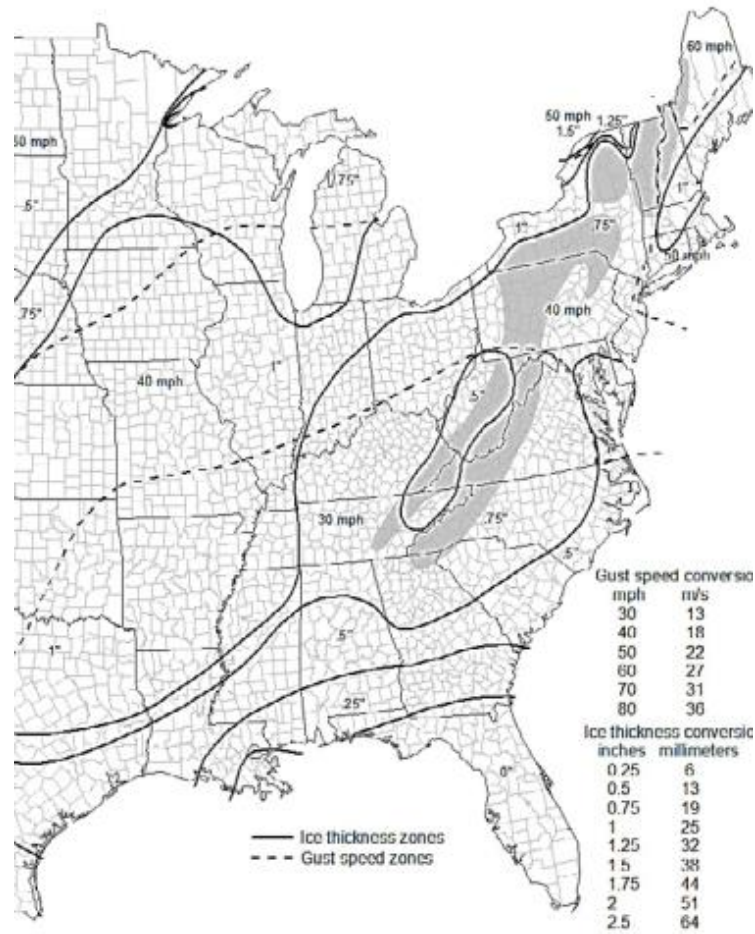 60 mph
50 mph
1.25"
1.5"
50 mph
.5"
.75"
1"
1"
.75"
50 mph
.75"
40 mph
1"
40 mph
.5"
30 mph
.75"
.5"
1"
.5"
.25"
0"
Gust speed conversio
mph m/s
30 13
40 18
50 22
60 27
70 31
80 36
Ice thickness conversio
inches millimeters
0.25 6
0.5 13
0.75 19
1 25
1.25 32
1.5 38
1.75 44
2 51
2.5 64
Ice thickness zones
Gust speed zones